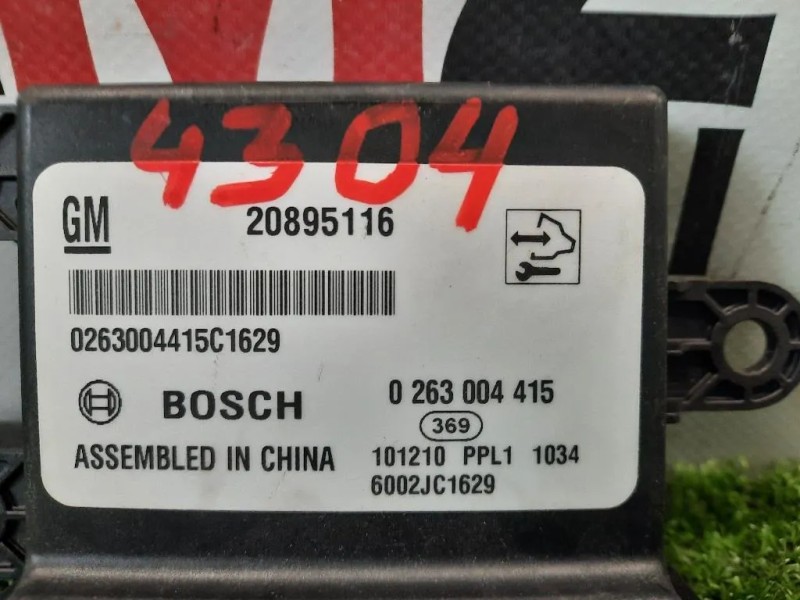 4304
GM 20895116
0263004415C1629
BOSCH 0 263 004 415
369
ASSEMBLED IN CHINA 101210 PPL1 1034
6002JC1629